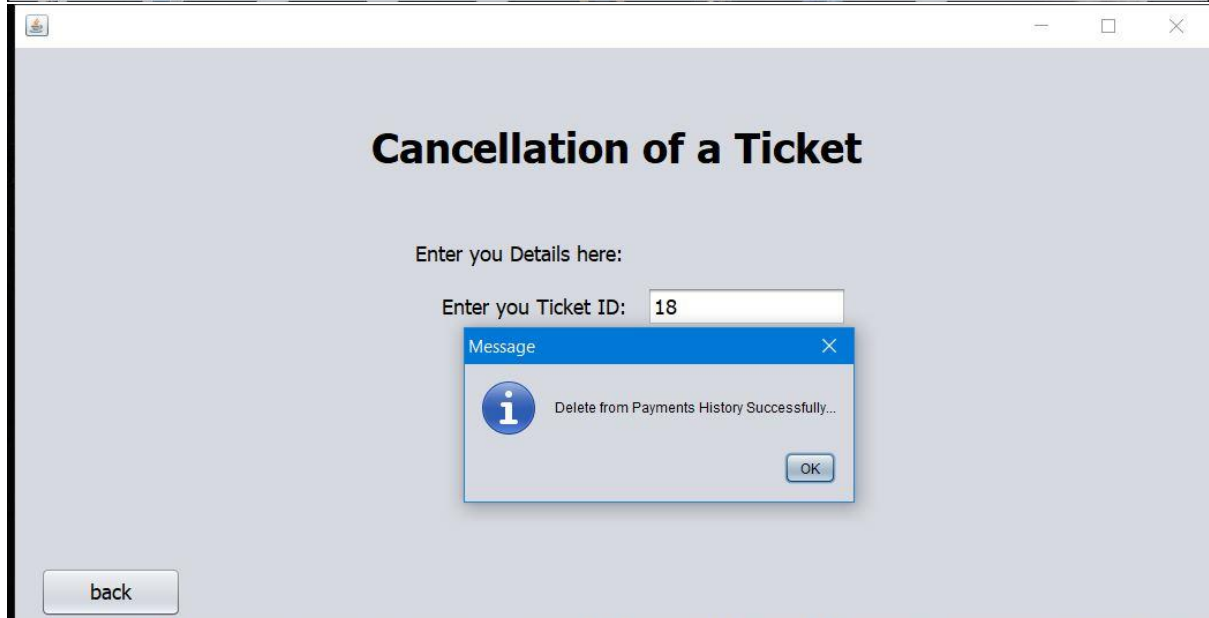 Cancellation of a Ticket
Enter you Details here:
Enter you Ticket ID: 18
Message
Delete from Payments History Successfully...
OK
back